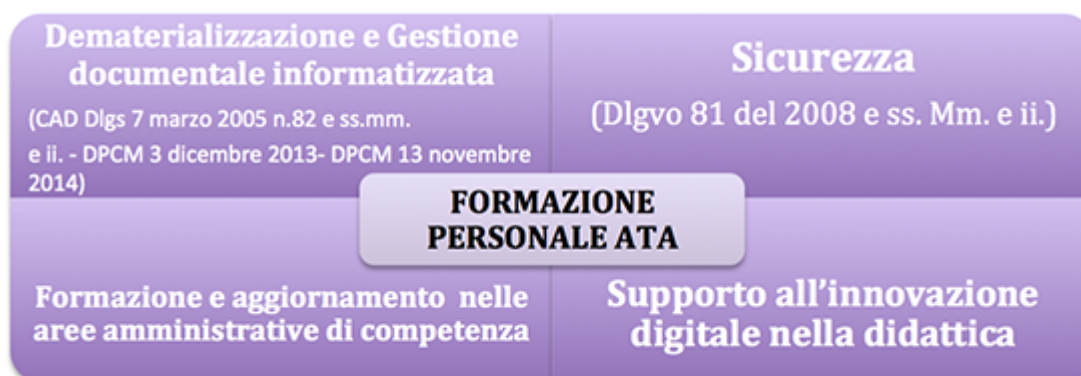 Dematerializzazione e Gestione
documentale informatizzata
(CAD Dlgs 7 marzo 2005 n.82 e ss.mm.
e ii. - DPCM 3 dicembre 2013- DPCM 13 novembre
2014)
Sicurezza
(Dlgvo 81 del 2008 e ss. Mm. e ii.)
FORMAZIONE
PERSONALE ATA
Formazione e aggiornamento nelle
aree amministrative di competenza
Supporto all’innovazione
digitale nella didattica